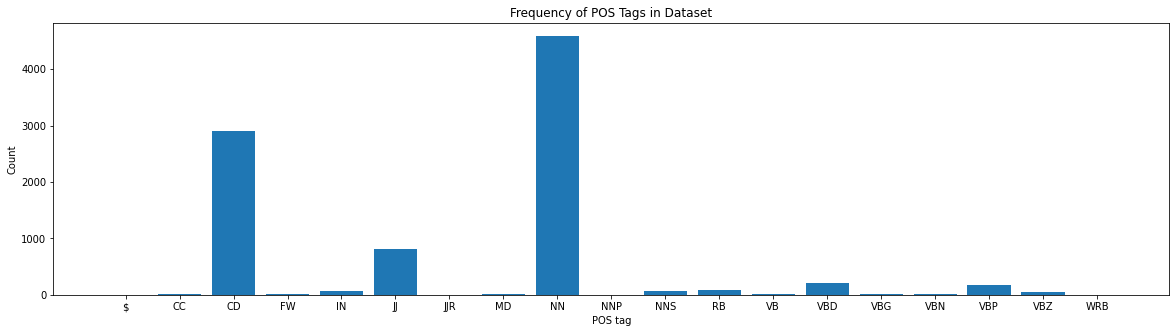 Frequency of POS Tags in Dataset
Count
4000
3000
2000
1000
0
$ CC CD FW IN JJ JJR MD NN NNP NNS RB VB VBD VBG VBN VBP VBZ WRB
POS tag